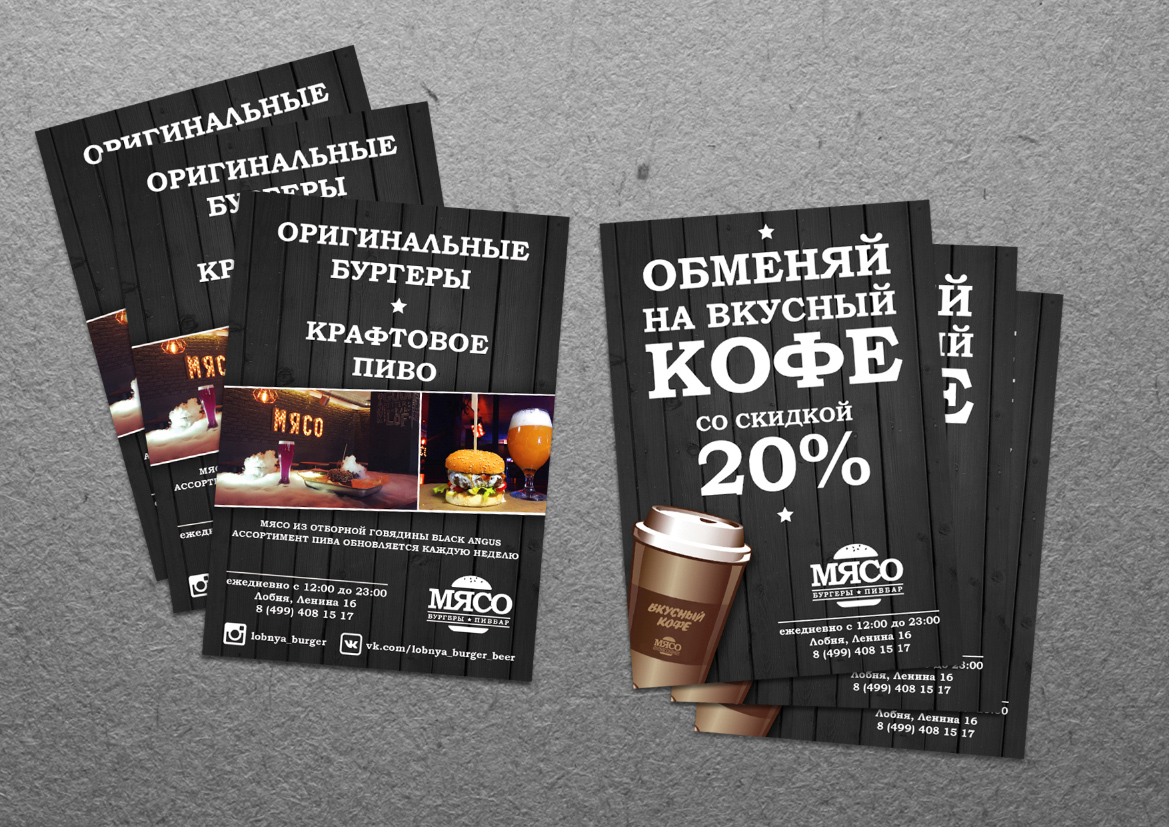 ОРИГИНАЛЬНЫЕ
ОРИГИНАЛЬНЫЕ
ОРИГИНАЛЬНЫЕ
БУРГЕРЫ
КРАФТОВОЕ
ПИВО
МЯСО
МЯСО ИЗ ОТБОРНОЙ ГОВЯДИНЫ BLACK ANGUS
АССОРТИМЕНТ ПИВА ОБНОВЛЯЕТСЯ КАЖДУЮ НЕДЕЛЮ
ежедневно с 12:00 до 23:00
Лобня, Ленина 16
8 (499) 408 15 17
МЯСО
БУРГЕРЫ ★ ПИВБАР
lobnya_burger
vk.com/lobnya_burger_beer
ОБМЕНЯЙ
НА ВКУСНЫЙ
КОФЕ
СО СКИДКОЙ
20%
ВКУСНЫЙ
КОФЕ
МЯСО
МЯСО
БУРГЕРЫ ★ ПИВБАР
ежедневно с 12:00 до 23:00
Лобня, Ленина 16
8 (499) 408 15 17
до 23:00
Лобня, Ленина 16
8 (499) 408 15 17
Лобня, Ленина 16
8 (499) 408 15 17